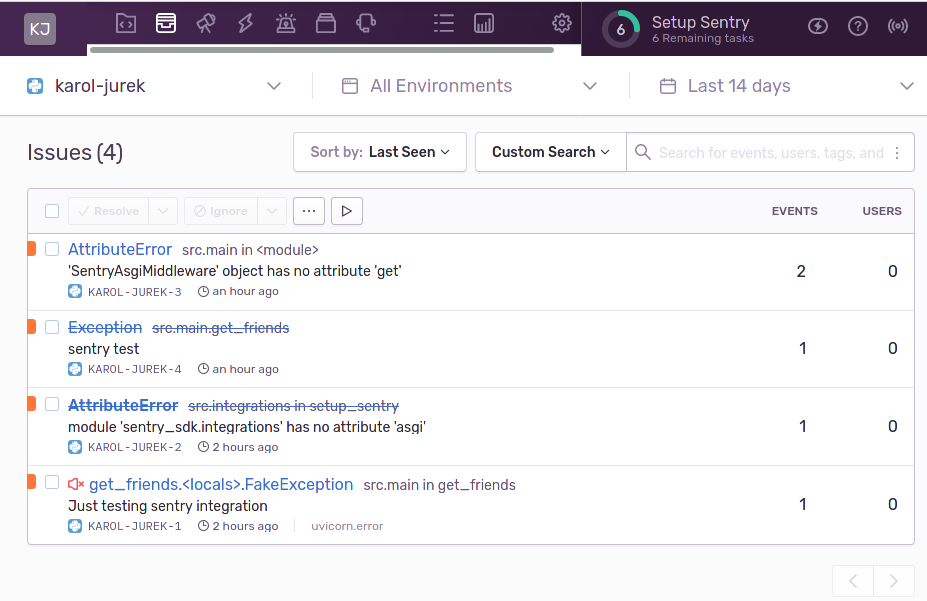 KJ
6
Setup Sentry
6 Remaining tasks
karol-jurek
All Environments
Last 14 days
Issues (4)
Sort by: Last Seen
Custom Search
Search for events, users, tags, and
Resolve
Ignore
EVENTS
USERS
AttributeError src.main in <module>
'SentryAsgiMiddleware' object has no attribute 'get'
2
0
KAROL-JUREK-3 an hour ago
Exception src.main.get_friends
sentry test
1
0
KAROL-JUREK-4 an hour ago
AttributeError src.integrations in setup_sentry
module 'sentry_sdk.integrations' has no attribute 'asgi'
1
0
KAROL-JUREK-2 2 hours ago
get_friends.<locals>.FakeException src.main in get_friends
Just testing sentry integration
1
0
KAROL-JUREK-1 2 hours ago uvicorn.error